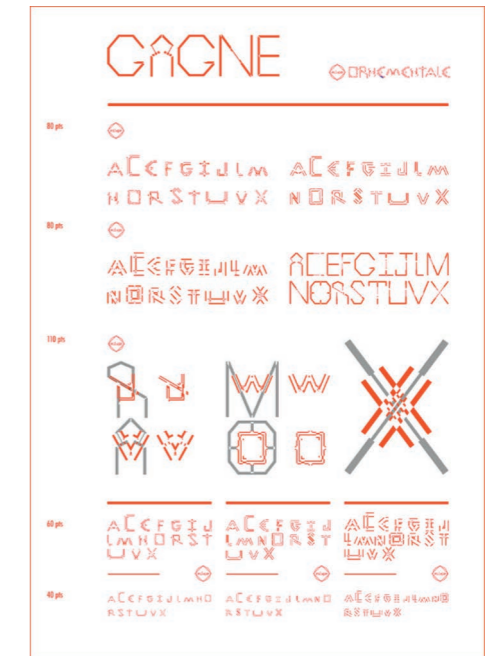 GAGNE
ORNEMENTALE
80 pts
ACEFGIJLM ACEFGIJLM
NORSTUVX NORSTUVX
80 pts
ACEFGIJLM ACEFGIJLM
NORSTUVX NORSTUVX
110 pts
60 pts
ACEFGIJ ACEFGIJ ACEFGIJ
LMNORST LMNORST LMNORST
UVX UVX UVX
40 pts
ACEFGIJLMNO ACEFGIJLMNO ACEFGIJLMNO
RSTUVX RSTUVX RSTUVX